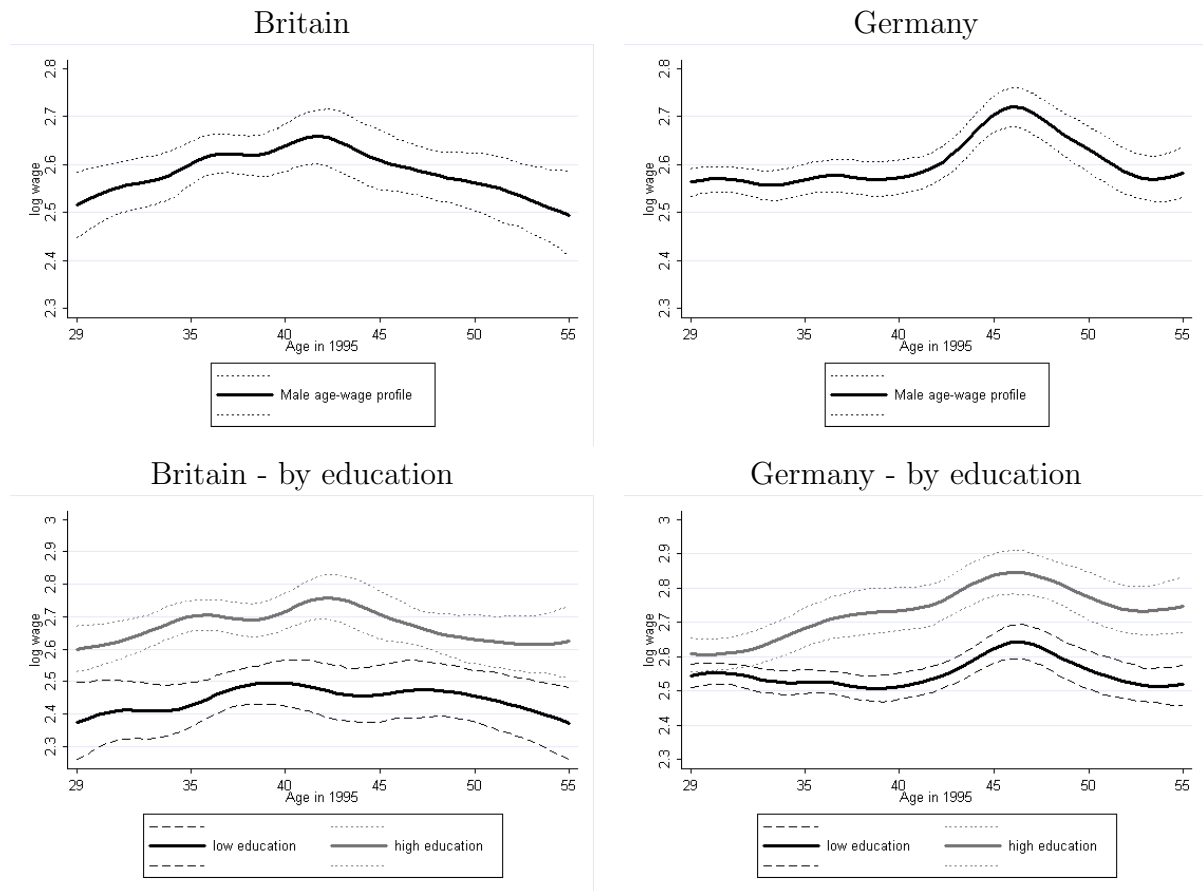 Britain
2.8
2.7
2.6
2.5
2.4
2.3
log wage
29 35 40 45 50 55
Age in 1995
Male age-wage profile
Germany
2.8
2.7
2.6
2.5
2.4
2.3
log wage
29 35 40 45 50 55
Age in 1995
Male age-wage profile
Britain - by education
3
2.9
2.8
2.7
2.6
2.5
2.4
2.3
log wage
29 35 40 45 50 55
Age in 1995
low education high education
Germany - by education
3
2.9
2.8
2.7
2.6
2.5
2.4
2.3
log wage
29 35 40 45 50 55
Age in 1995
low education high education